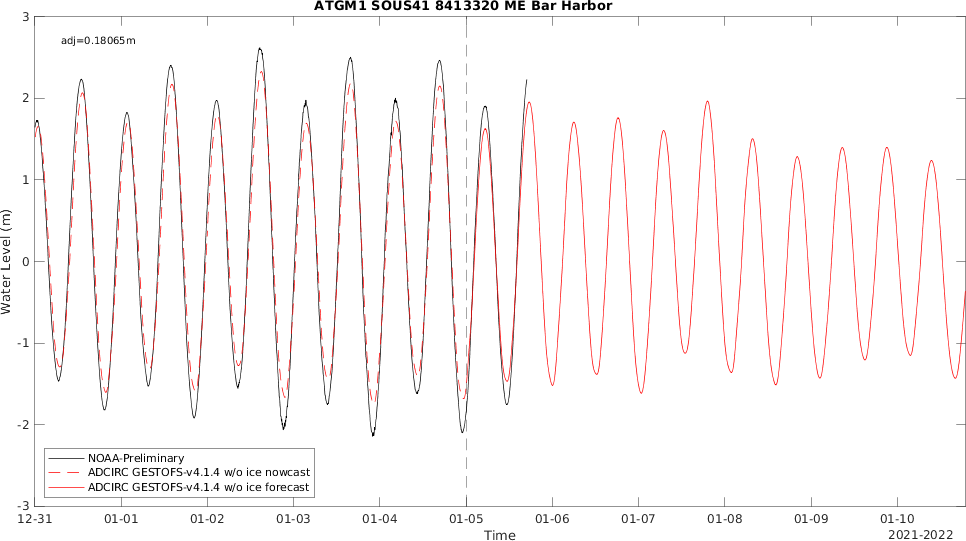 ATGM1 SOUS41 8413320 ME Bar Harbor
adj=0.18065m
3
2
1
0
-1
-2
-3
Water Level (m)
NOAA-Preliminary
ADCIRC GESTOFS-v4.1.4 w/o ice nowcast
ADCIRC GESTOFS-v4.1.4 w/o ice forecast
12-31 01-01 01-02 01-03 01-04 01-05 01-06 01-07 01-08 01-09 01-10
Time
2021-2022